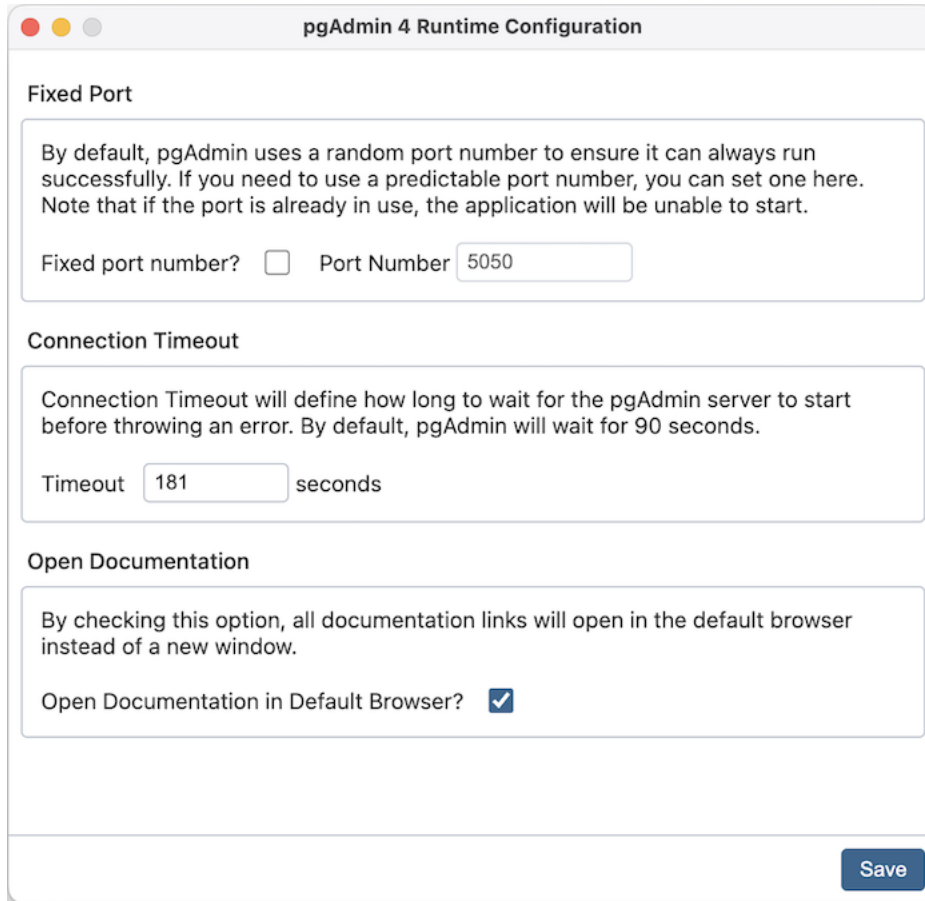 pgAdmin 4 Runtime Configuration
Fixed Port
By default, pgAdmin uses a random port number to ensure it can always run
successfully. If you need to use a predictable port number, you can set one here.
Note that if the port is already in use, the application will be unable to start.
Fixed port number? Port Number 5050
Connection Timeout
Connection Timeout will define how long to wait for the pgAdmin server to start
before throwing an error. By default, pgAdmin will wait for 90 seconds.
Timeout 181 seconds
Open Documentation
By checking this option, all documentation links will open in the default browser
instead of a new window.
Open Documentation in Default Browser?
Save